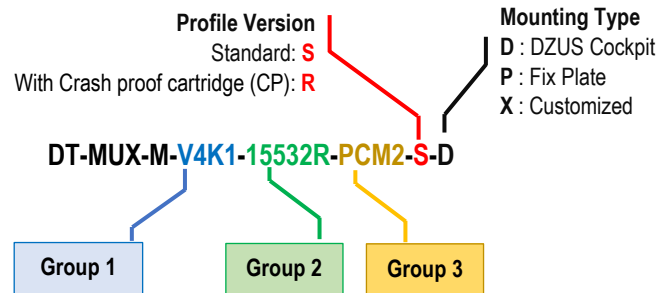 Profile Version
Standard: S
With Crash proof cartridge (CP): R
Mounting Type
D : DZUS Cockpit
P : Fix Plate
X : Customized
DT-MUX-M-V4K1-15532R-PCM2-S-D
Group 1
Group 2
Group 3